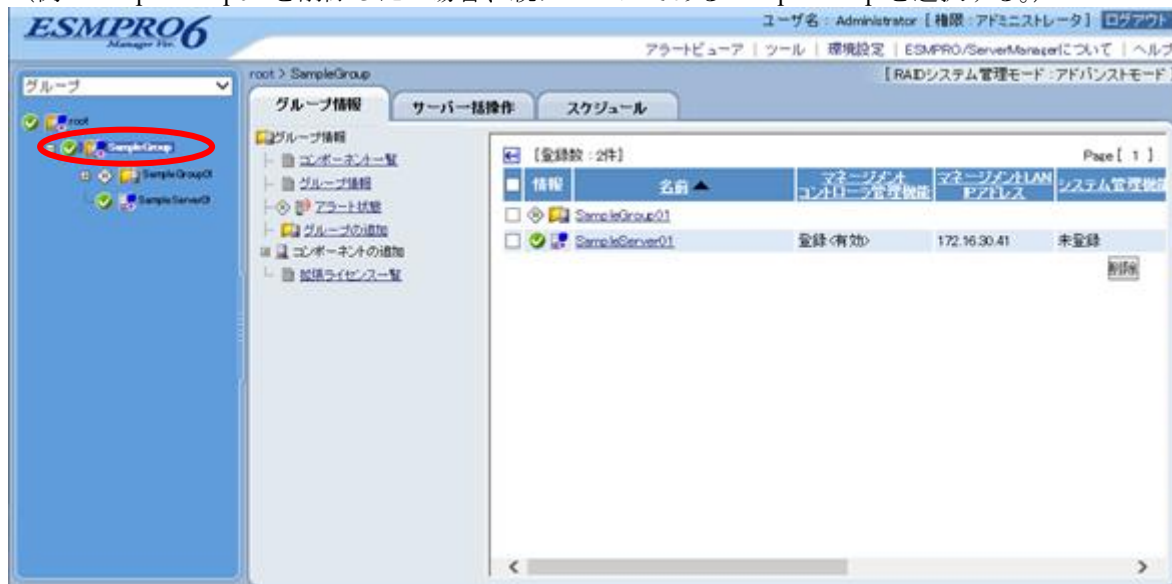 ESMPRO6
Manager Ver.
ユーザ名 : Administrator [ 権限 : アドミニストレータ ] ログアウト
アラートビューア | ツール | 環境設定 | ESMPRO/ServerManagerについて | ヘルプ
グループ
root > SampleGroup
[ RAIDシステム管理モード : アドバンストモード
グループ情報 サーバー括操作 スケジュール
root
SampleGroup
SampleGroup01
SampleServer01
グループ情報
コンポーネント一覧
グループ情報
アラート状態
グループの追加
コンポーネントの追加
拡張ライセンス一覧
[登録数 : 2件] Page [ 1 ]
情報 名前▲ マネージメント コントローラ管理機能 マネージメントLAN IPアドレス システム管理機能
SampleGroup01
SampleServer01 登録<有効> 172.16.30.41 未登録
削除